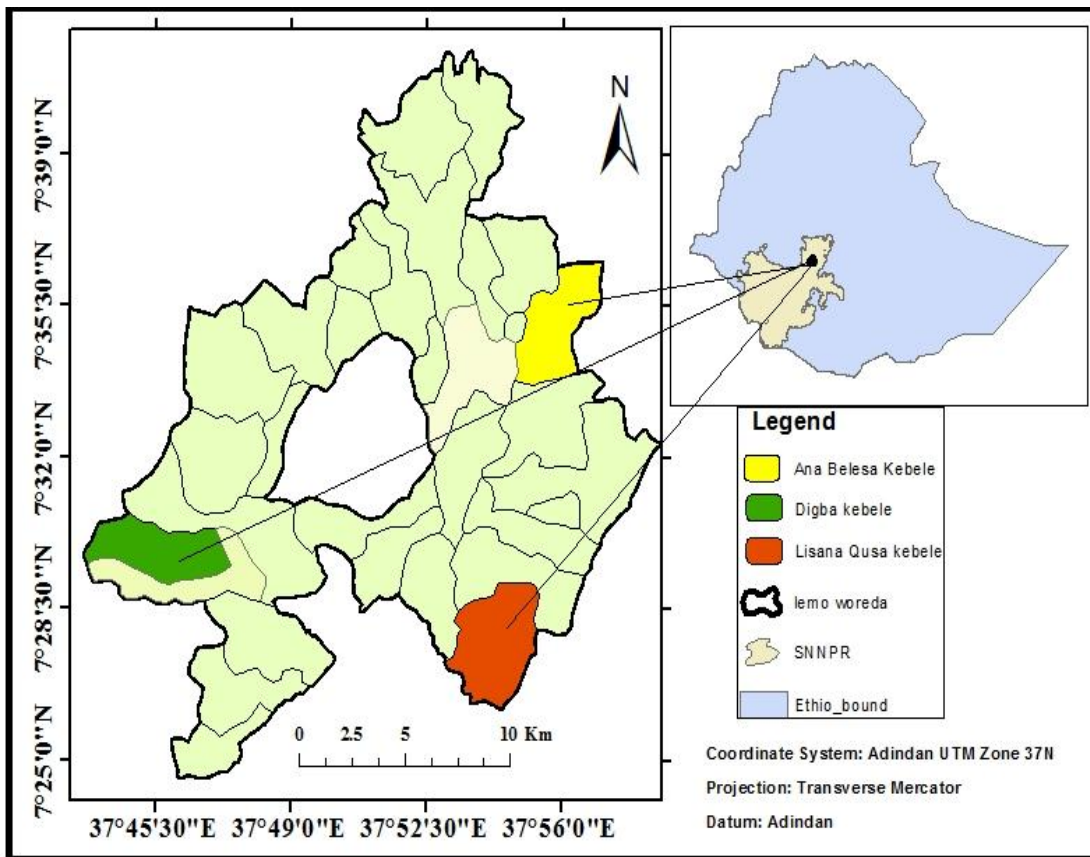 N
7°39'0"N
7°35'30"N
7°32'0"N
7°28'30"N
7°25'0"N
37°45'30"E 37°49'0"E 37°52'30"E 37°56'0"E
0 2.5 5 10 Km
Legend
Ana Belesa Kebele
Digba kebele
Lisana Qusa kebele
lemo woreda
SNNPR
Ethio_bound
Coordinate System: Adindan UTM Zone 37N
Projection: Transverse Mercator
Datum: Adindan